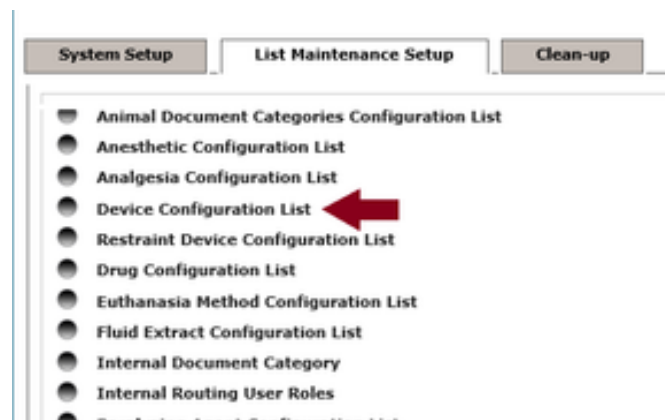 System Setup
List Maintenance Setup
Clean-up
Animal Document Categories Configuration List
Anesthetic Configuration List
Analgesia Configuration List
Device Configuration List
Restraint Device Configuration List
Drug Configuration List
Euthanasia Method Configuration List
Fluid Extract Configuration List
Internal Document Category
Internal Routing User Roles